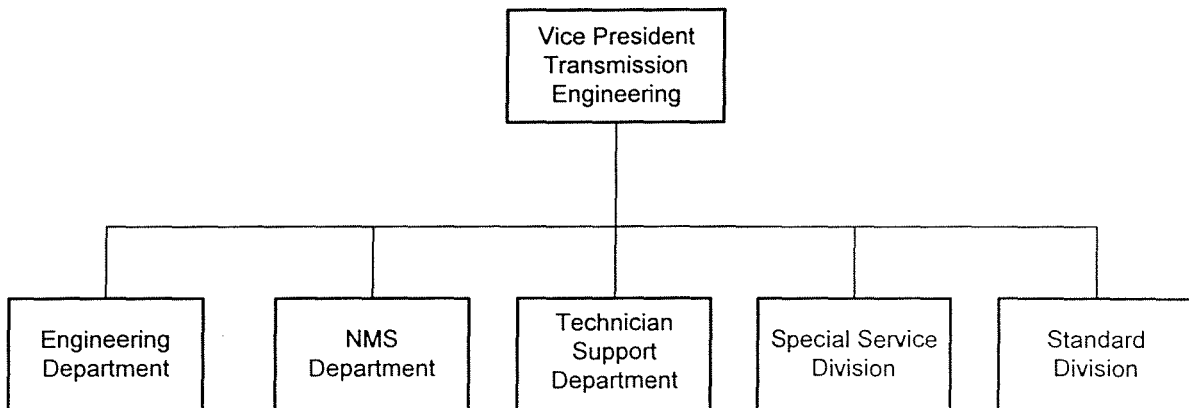 Vice President
Transmission
Engineering
Engineering
Department
NMS
Department
Technician
Support
Department
Special Service
Division
Standard
Division